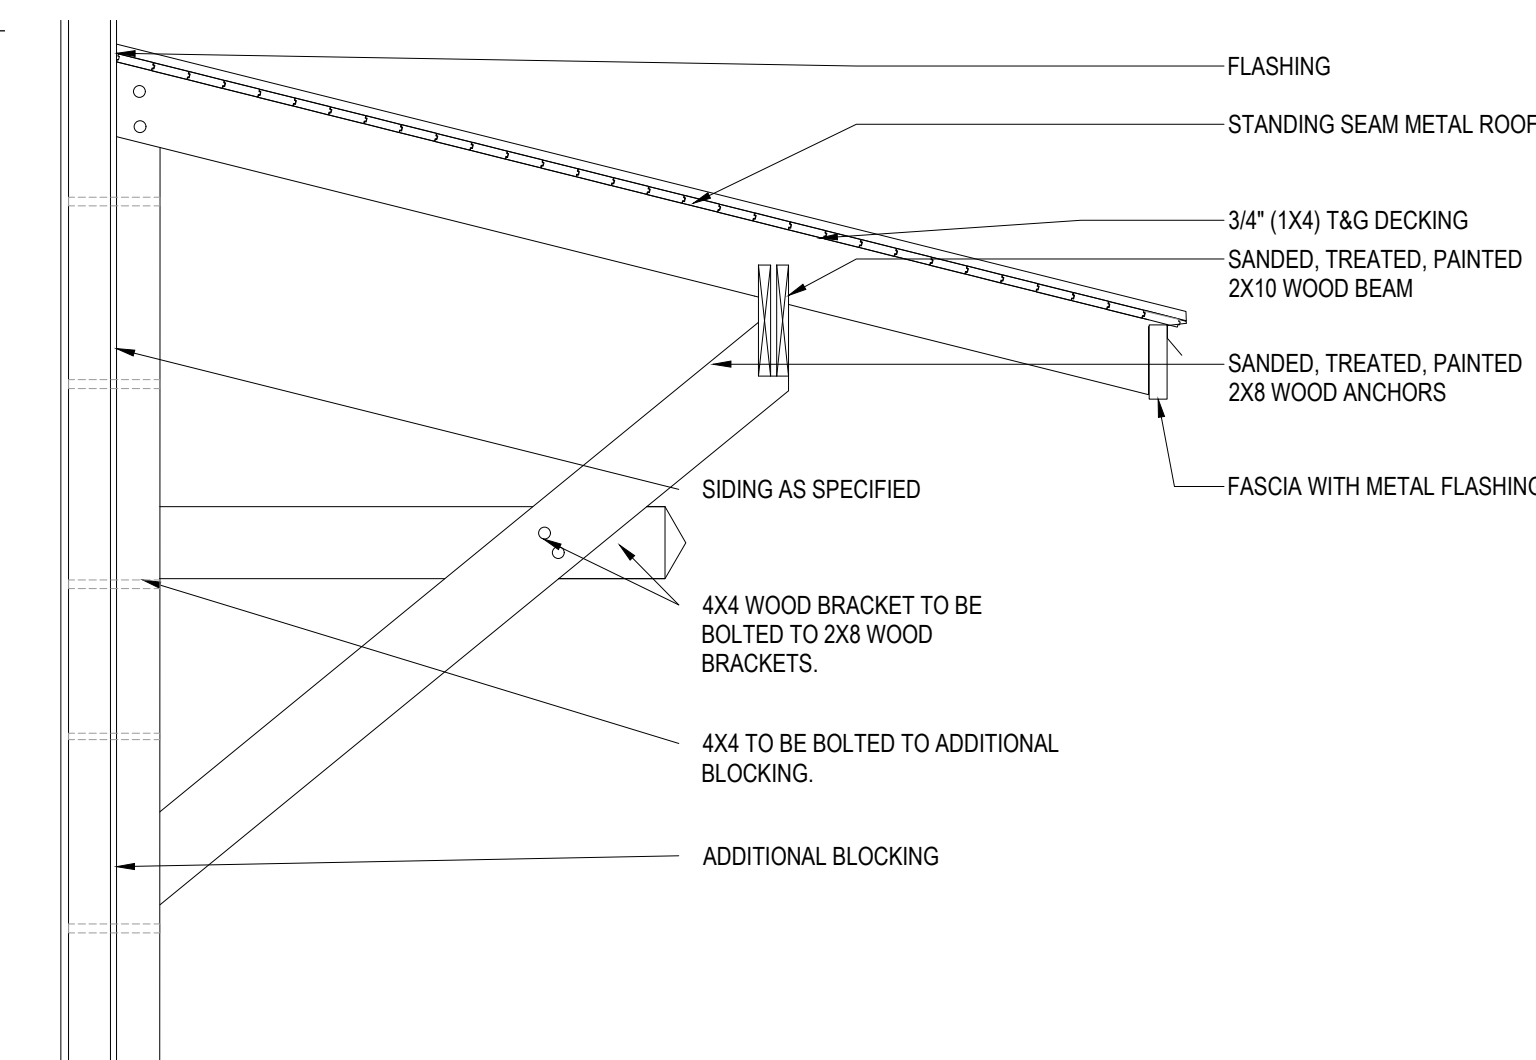 FLASHING
STANDING SEAM METAL ROOF
3/4" (1X4) T&G DECKING
SANDED, TREATED, PAINTED
2X10 WOOD BEAM
SANDED, TREATED, PAINTED
2X8 WOOD ANCHORS
FASCIA WITH METAL FLASHING
SIDING AS SPECIFIED
4X4 WOOD BRACKET TO BE
BOLTED TO 2X8 WOOD
BRACKETS.
4X4 TO BE BOLTED TO ADDITIONAL
BLOCKING.
ADDITIONAL BLOCKING